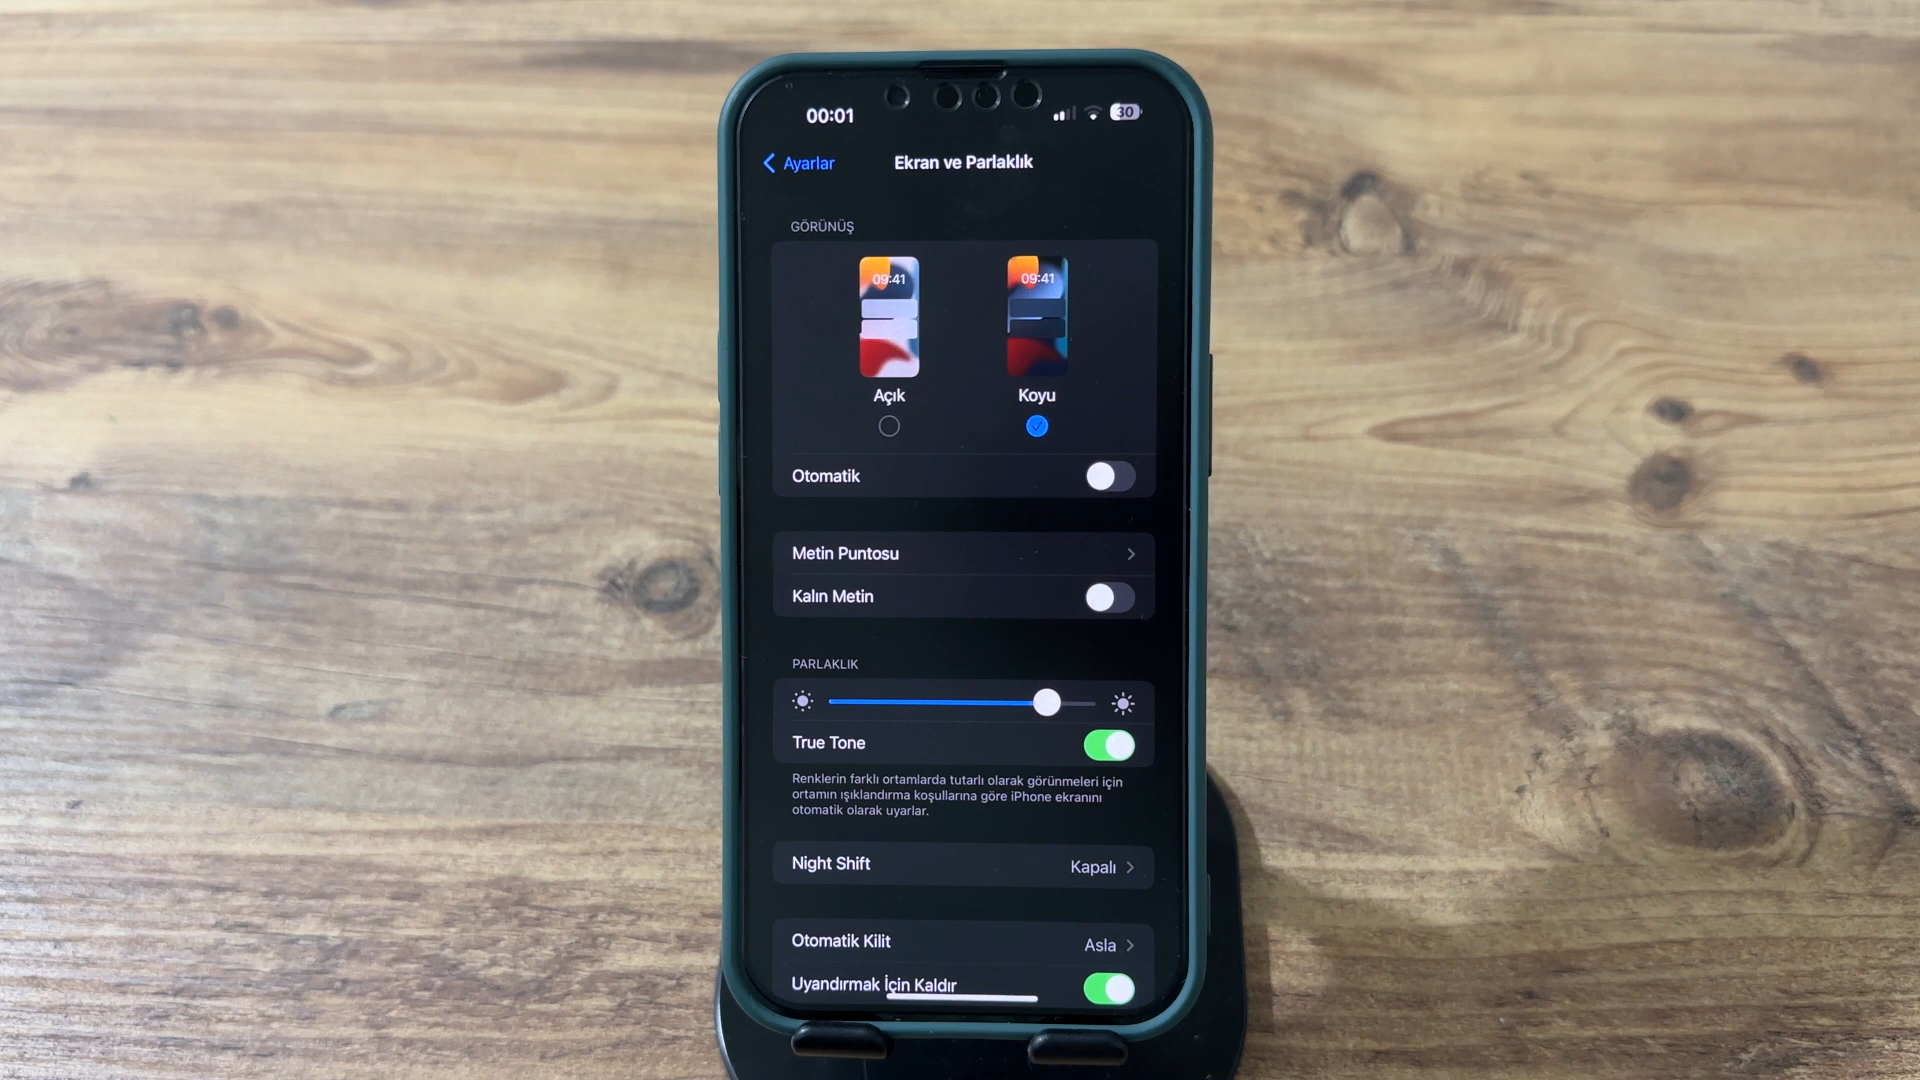 00:01
30
Ayarlar
Ekran ve Parlaklık
GÖRÜNÜŞ
09:41
09:41
Açık
Koyu
Otomatik
Metin Puntosu
Kalın Metin
PARLAKLIK
True Tone
Renklerin farklı ortamlarda tutarlı olarak görünmeleri için
ortamın ışıklandırma koşullarına göre iPhone ekranını
otomatik olarak uyarlar.
Night Shift
Kapalı
Otomatik Kilit
Asla
Uyandırmak İçin Kaldır